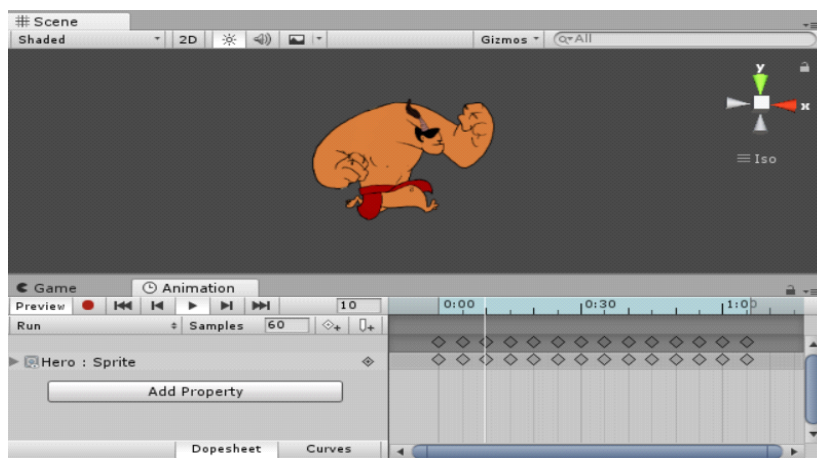 Scene
Shaded 2D Gizmos All
y
x
Iso
Game Animation
Preview 10 0:00 0:30 1:00
Run Samples 60
Hero : Sprite
Add Property
Dopesheet Curves